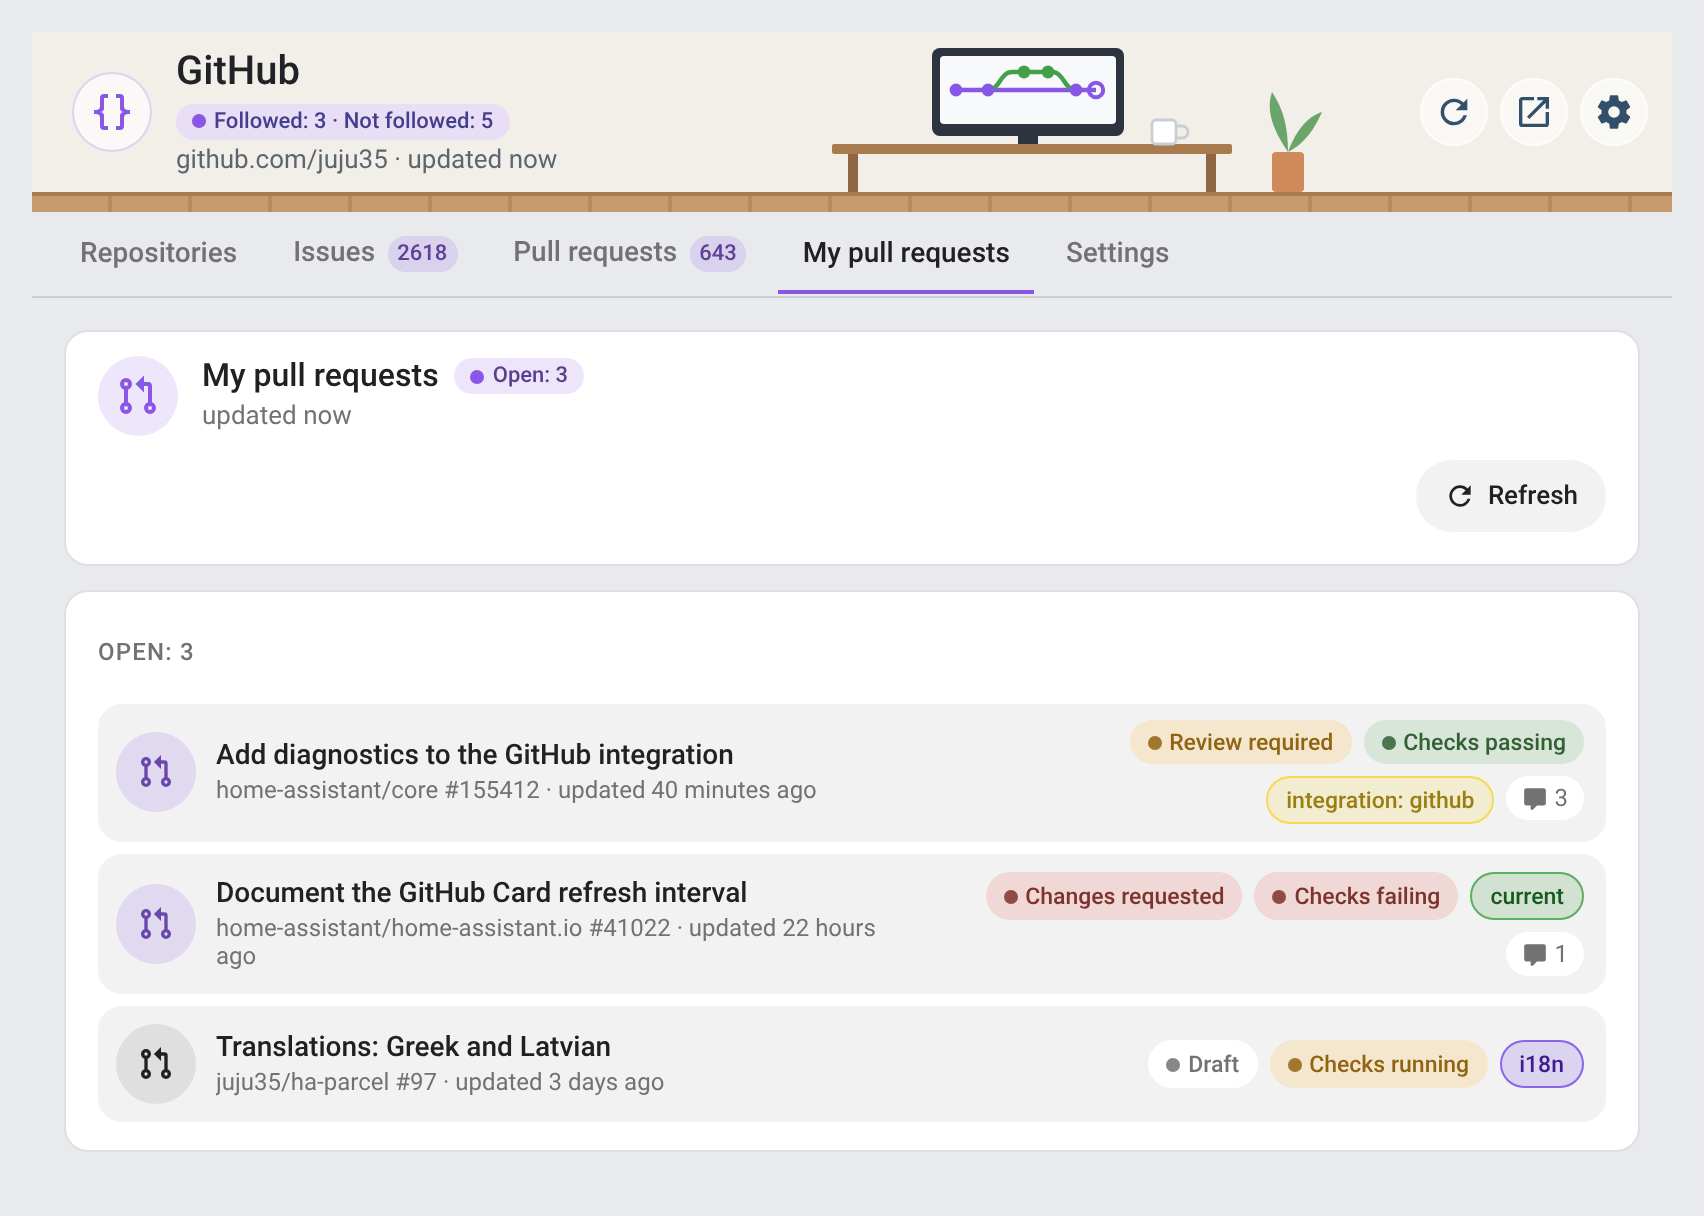 GitHub
Followed: 3 · Not followed: 5
github.com/juju35 · updated now
Repositories
Issues 2618
Pull requests 643
My pull requests
Settings
My pull requests
Open: 3
updated now
Refresh
OPEN: 3
Add diagnostics to the GitHub integration
home-assistant/core #155412 · updated 40 minutes ago
Review required
Checks passing
integration: github
3
Document the GitHub Card refresh interval
home-assistant/home-assistant.io #41022 · updated 22 hours
ago
Changes requested
Checks failing
current
1
Translations: Greek and Latvian
juju35/ha-parcel #97 · updated 3 days ago
Draft
Checks running
i18n